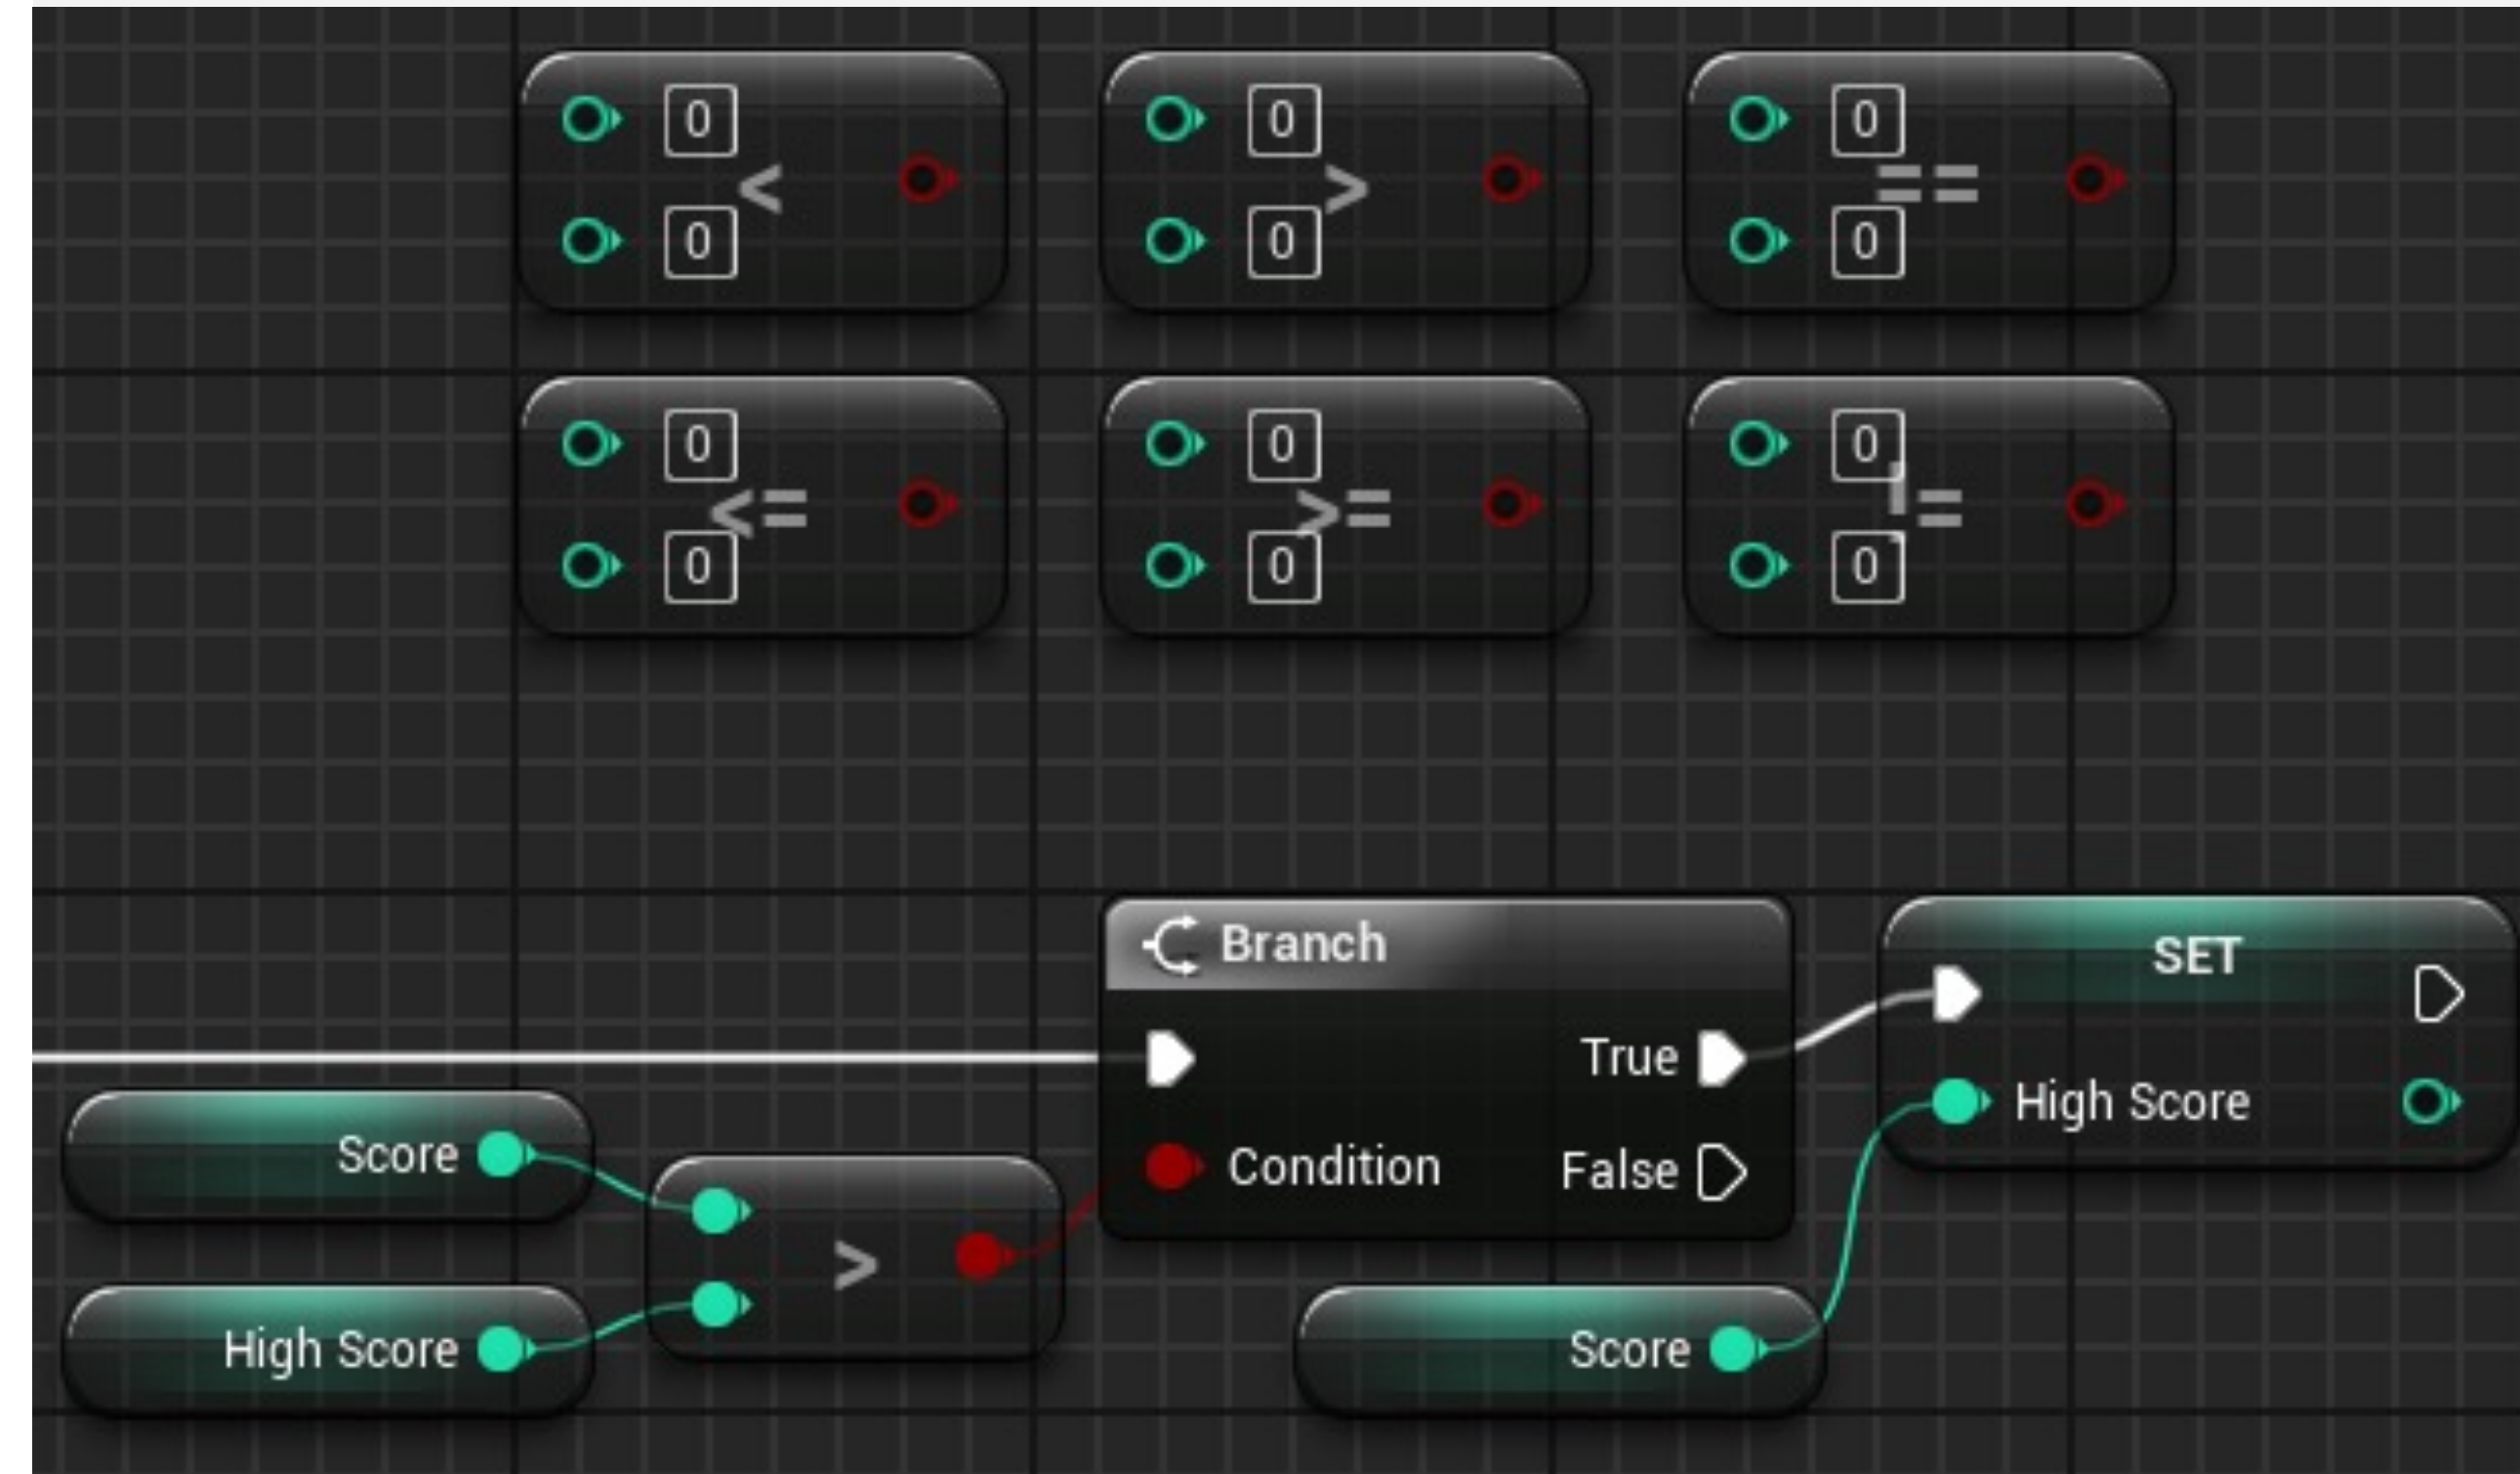 0 0 0
< > ==
0 0 0
0 0 0
<= >= !=
0 0 0
Branch
SET
True
High Score
Score
Condition
False
>
High Score
Score